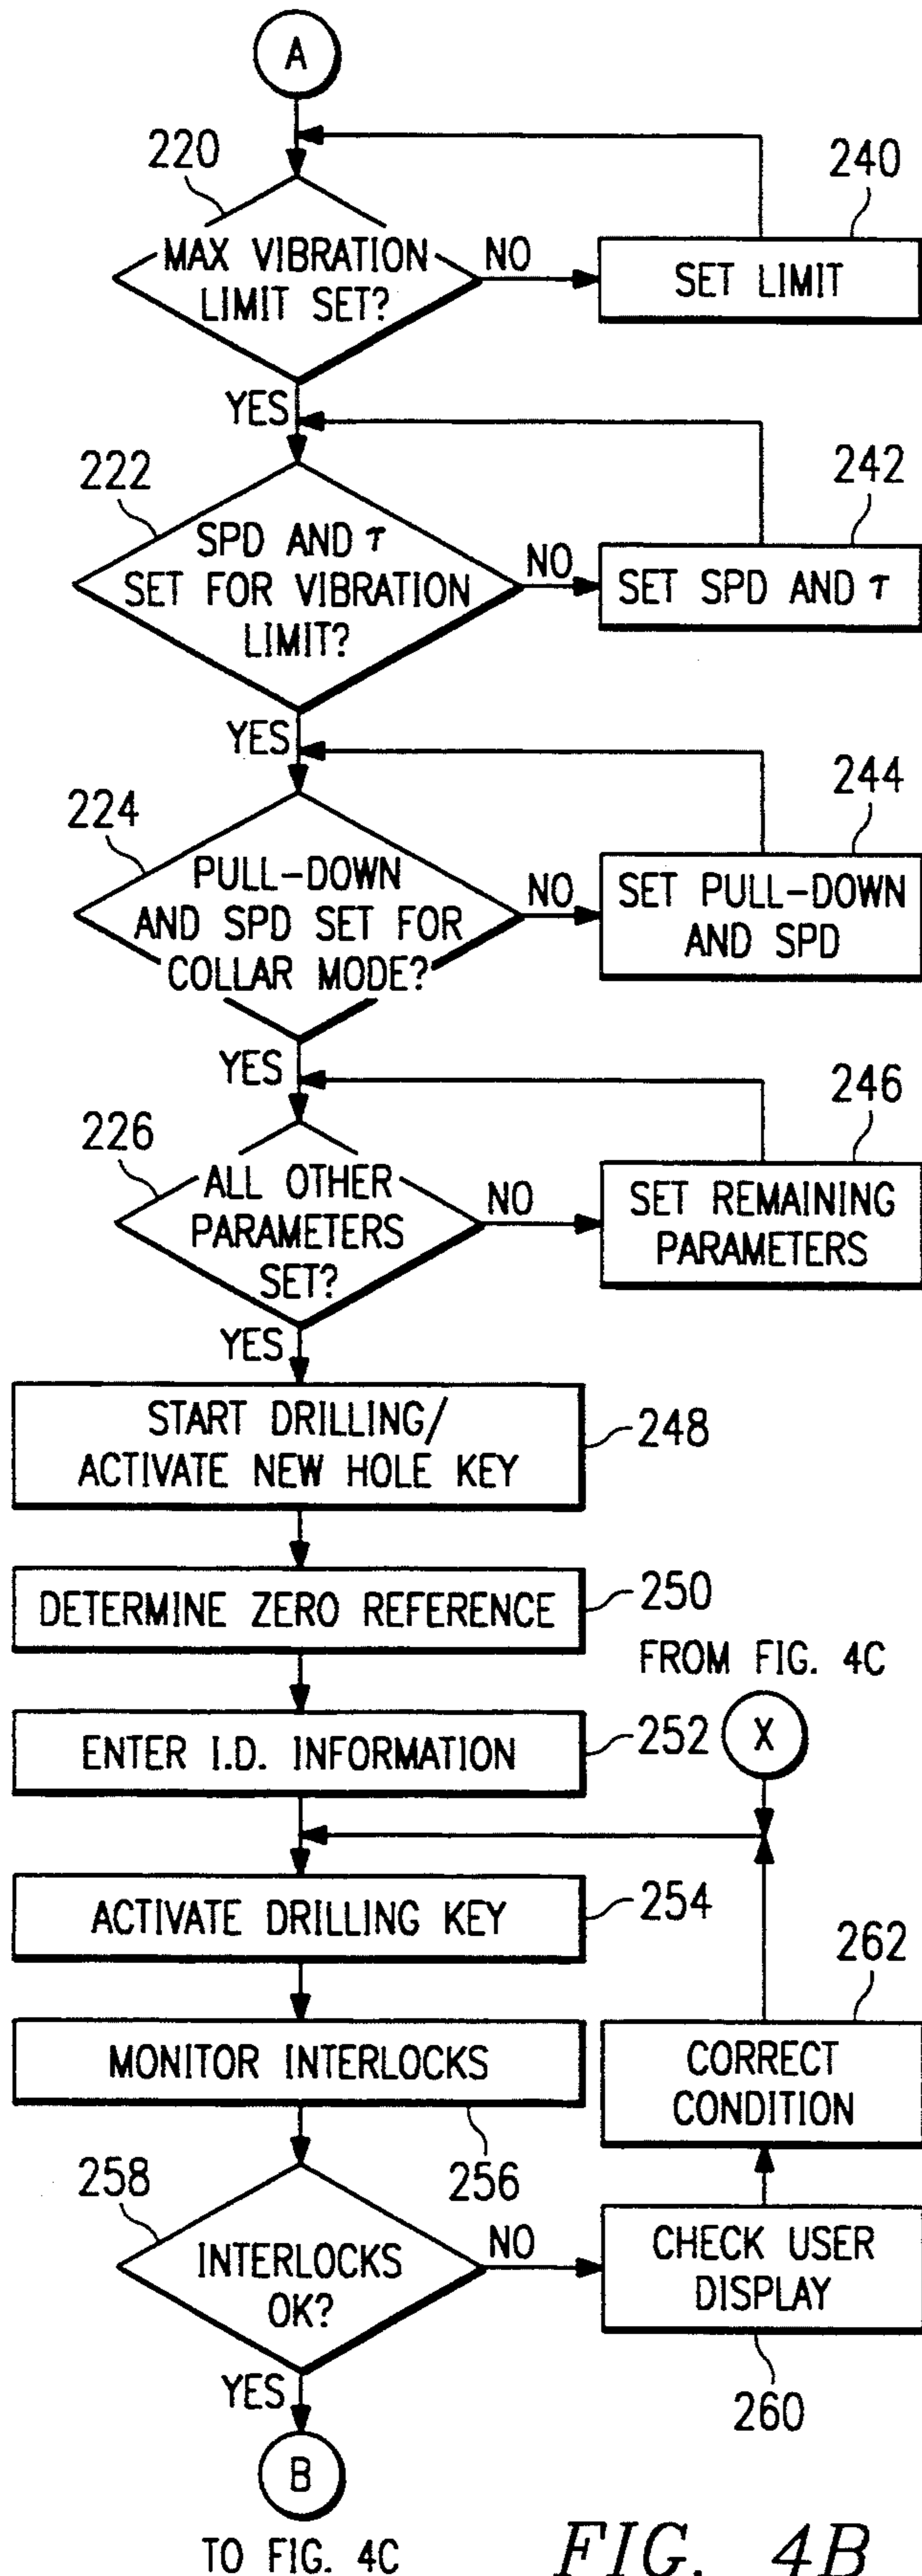 A
220
240
MAX VIBRATION
LIMIT SET?
NO
SET LIMIT
YES
222
242
SPD AND τ
SET FOR VIBRATION
LIMIT?
NO
SET SPD AND τ
YES
224
244
PULL-DOWN
AND SPD SET FOR
COLLAR MODE?
NO
SET PULL-DOWN
AND SPD
YES
226
246
ALL OTHER
PARAMETERS
SET?
NO
SET REMAINING
PARAMETERS
YES
START DRILLING/
ACTIVATE NEW HOLE KEY
248
DETERMINE ZERO REFERENCE
250
FROM FIG. 4C
ENTER I.D. INFORMATION
252
X
ACTIVATE DRILLING KEY
254
262
MONITOR INTERLOCKS
CORRECT
CONDITION
256
258
INTERLOCKS
OK?
NO
CHECK USER
DISPLAY
260
YES
B
TO FIG. 4C
FIG. 4B